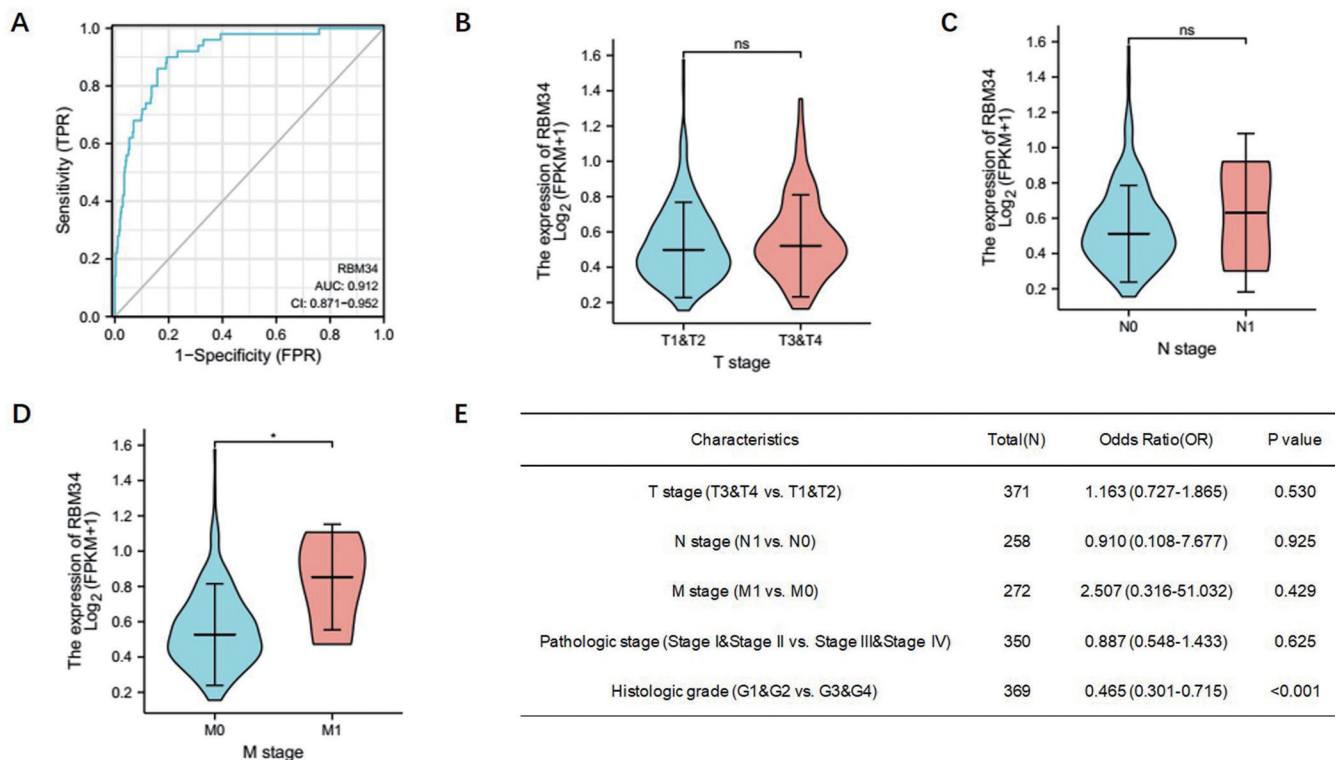 A
1.0
0.8
0.6
0.4
0.2
0.0
Sensitivity (TPR)
RBM34
AUC: 0.912
CI: 0.871−0.952
0.0 0.2 0.4 0.6 0.8 1.0
1−Specificity (FPR)
B
ns
1.6
1.4
1.2
1.0
0.8
0.6
0.4
0.2
The expression of RBM34
Log2 (FPKM+1)
T1&T2 T3&T4
T stage
C
ns
1.6
1.4
1.2
1.0
0.8
0.6
0.4
0.2
The expression of RBM34
Log2 (FPKM+1)
N0 N1
N stage
D
*
1.6
1.4
1.2
1.0
0.8
0.6
0.4
0.2
The expression of RBM34
Log2 (FPKM+1)
M0 M1
M stage
E
Characteristics Total(N) Odds Ratio(OR) P value
T stage (T3&T4 vs. T1&T2) 371 1.163 (0.727-1.865) 0.530
N stage (N1 vs. N0) 258 0.910 (0.108-7.677) 0.925
M stage (M1 vs. M0) 272 2.507 (0.316-51.032) 0.429
Pathologic stage (Stage I&Stage II vs. Stage III&Stage IV) 350 0.887 (0.548-1.433) 0.625
Histologic grade (G1&G2 vs. G3&G4) 369 0.465 (0.301-0.715) <0.001